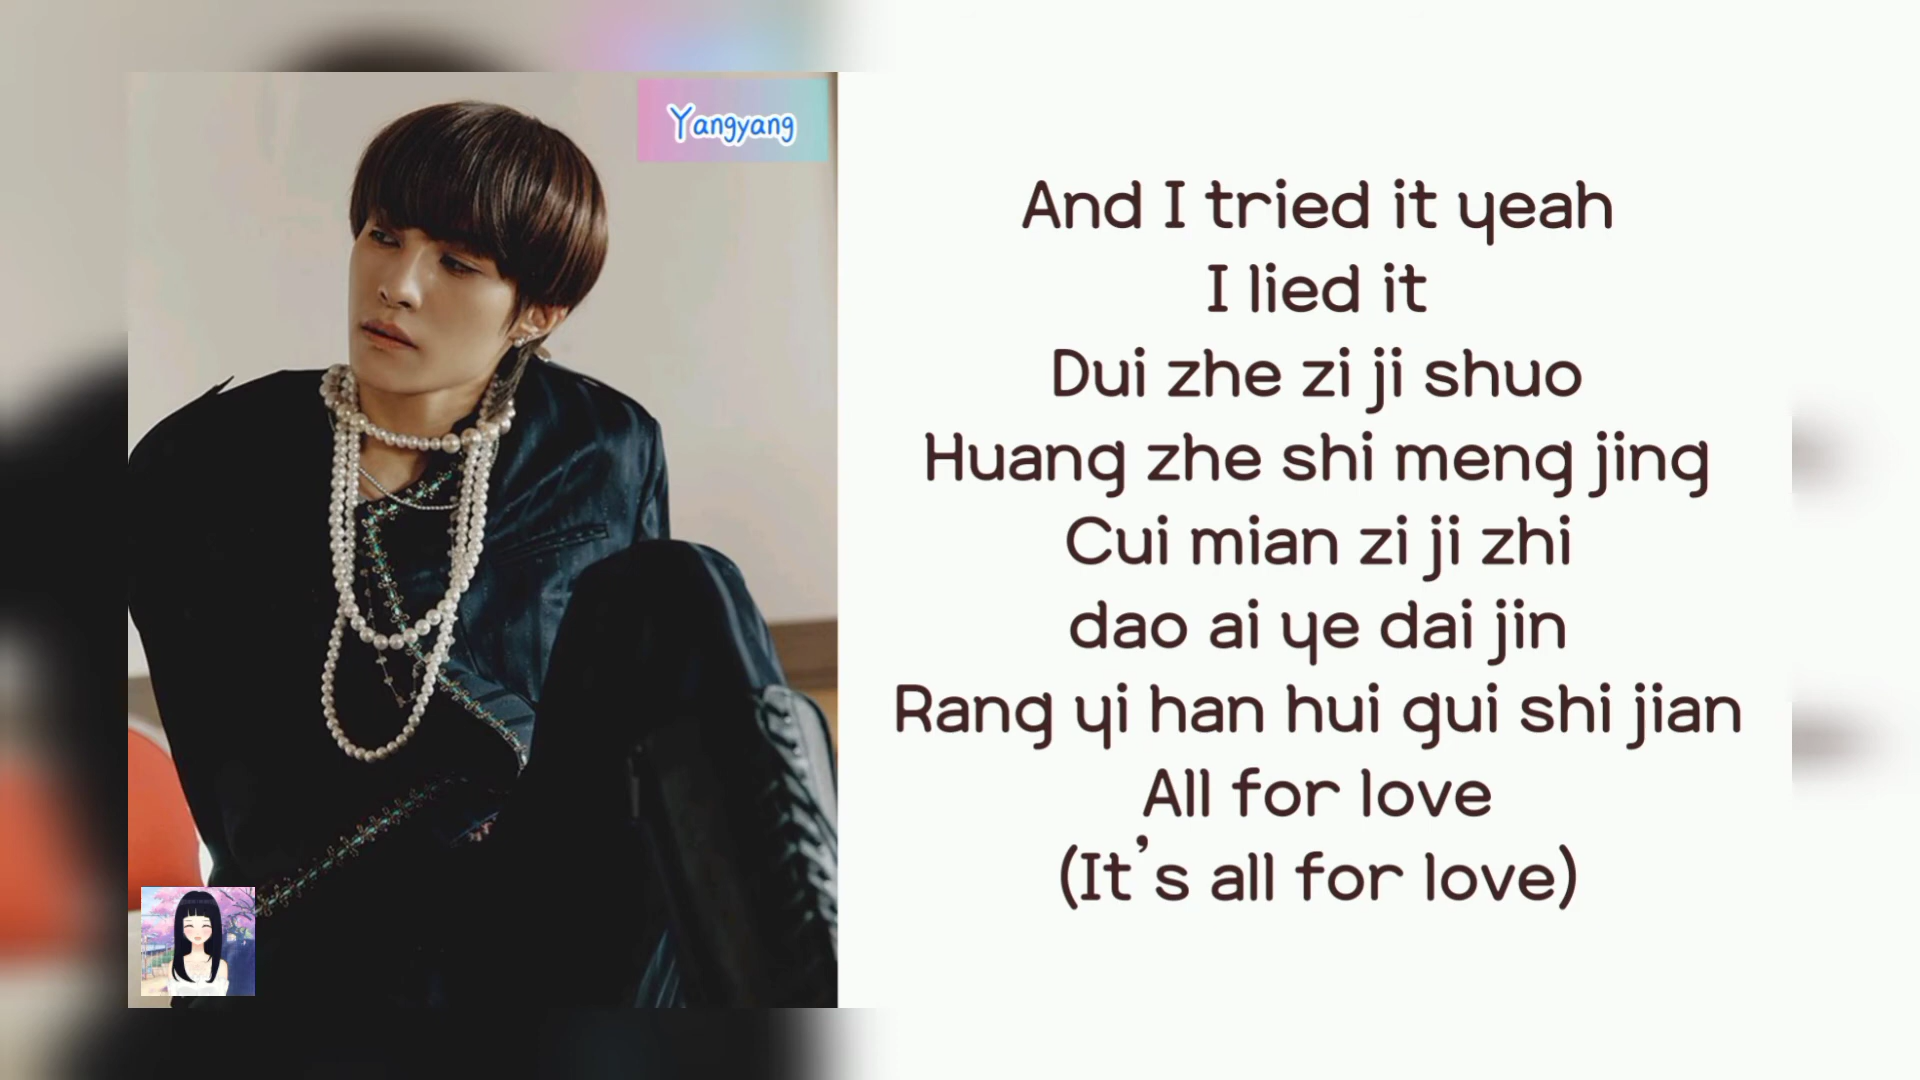 Yangyang
And I tried it yeah
I lied it
Dui zhe zi ji shuo
Huang zhe shi meng jing
Cui mian zi ji zhi
dao ai ye dai jin
Rang yi han hui gui shi jian
All for love
(It's all for love)